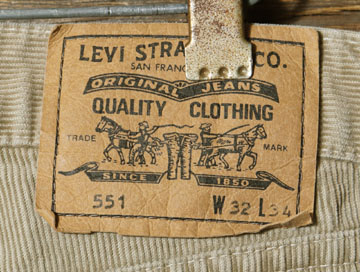 LEVI STRA CO.
SAN FRANC
ORIGINAL JEANS
QUALITY CLOTHING
TRADE MARK
SINCE 1850
551 W 32 L 34